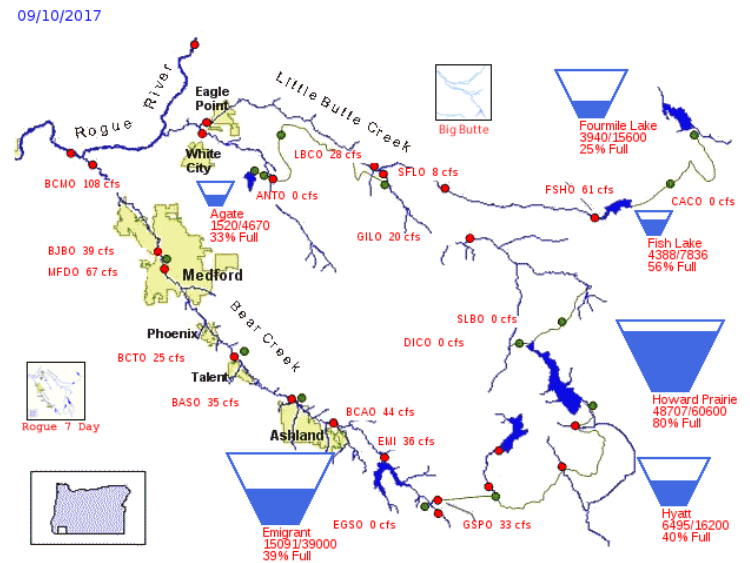 09/10/2017
Rogue River
Eagle
Point
Little Butte Creek
Big Butte
Fourmile Lake
3940/15600
25% Full
White
City
LBCO 28 cfs
SFLO 8 cfs
BCMO 108 cfs
ANTO 0 cfs
FSHO 61 cfs
CACO 0 cfs
Agate
1520/4670
33% Full
GILO 20 cfs
Fish Lake
4388/7836
56% Full
BJBO 39 cfs
MFDO 67 cfs
Medford
Bear Creek
SLBO 0 cfs
DICO 0 cfs
Phoenix
BCTO 25 cfs
Talent
BASO 35 cfs
Howard Prairie
48707/60600
80% Full
BCAO 44 cfs
Rogue 7 Day
Ashland
EMI 36 cfs
EGSO 0 cfs
GSPO 33 cfs
Hyatt
6495/16200
40% Full
Emigrant
15091/39000
39% Full